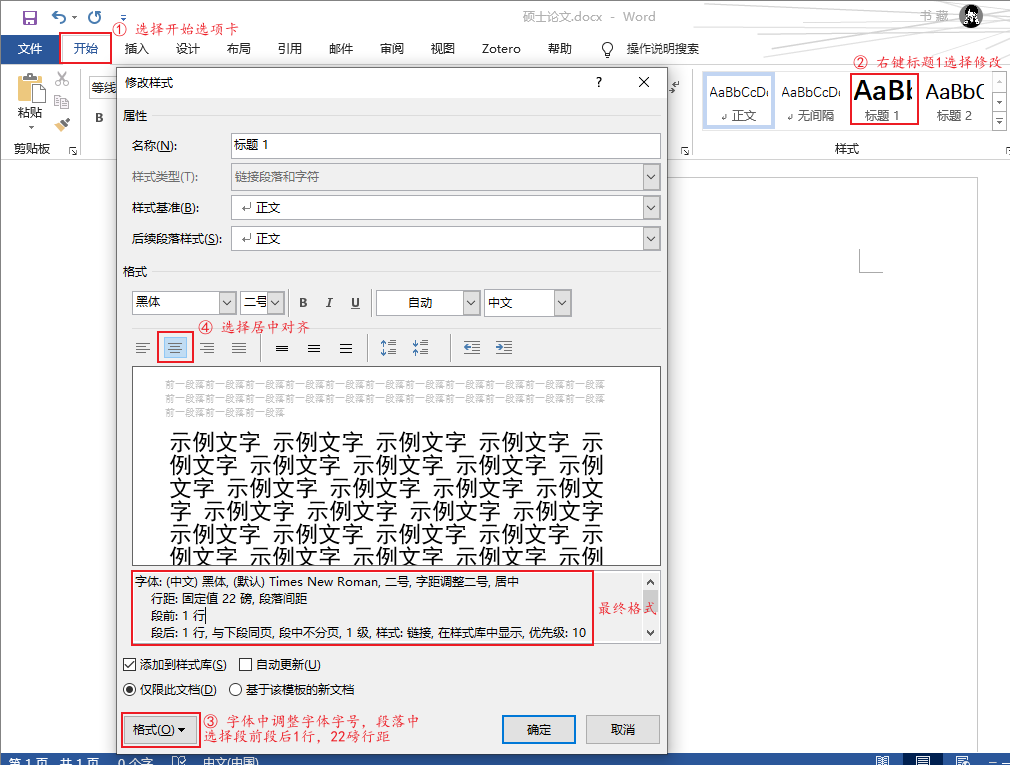 硕士论文.docx - Word
书 藏
① 选择开始选项卡
文件 开始 插入 设计 布局 引用 邮件 审阅 视图 Zotero 帮助 操作说明搜索
② 右键标题1选择修改
粘贴
剪贴板
等线
B
AaBbCcDc AaBbCcDc AaBb AaBbC
正文 无间隔 标题 1 标题 2
样式
修改样式 ?
属性
名称(N): 标题 1
样式类型(T): 链接段落和字符
样式基准(B): 正文
后续段落样式(S): 正文
格式
黑体 二号 B I U 自动 中文
④ 选择居中对齐
前一段落前一段落前一段落前一段落前一段落前一段落前一段落前一段落前一段落前一段落前一段落
前一段落前一段落前一段落前一段落前一段落前一段落前一段落前一段落前一段落前一段落前一段落
前一段落前一段落前一段落
示例文字 示例文字 示例文字 示例文字 示
例文字 示例文字 示例文字 示例文字 示例
文字 示例文字 示例文字 示例文字 示例文
字 示例文字 示例文字 示例文字 示例文字
示例文字 示例文字 示例文字 示例文字 示
例文字 示例文字 示例文字 示例文字 示例
字体: (中文) 黑体, (默认) Times New Roman, 二号, 字距调整二号, 居中
行距: 固定值 22 磅, 段落间距
段前: 1 行
段后: 1 行, 与下段同页, 段中不分页, 1 级, 样式: 链接, 在样式库中显示, 优先级: 10
最终格式
添加到样式库(S) 自动更新(U)
仅限此文档(D) 基于该模板的新文档
格式(O)
③ 字体中调整字体字号，段落中
选择段前段后1行，22磅行距
确定 取消
第 1 页，共 1 页 0 个字 中文(中国)